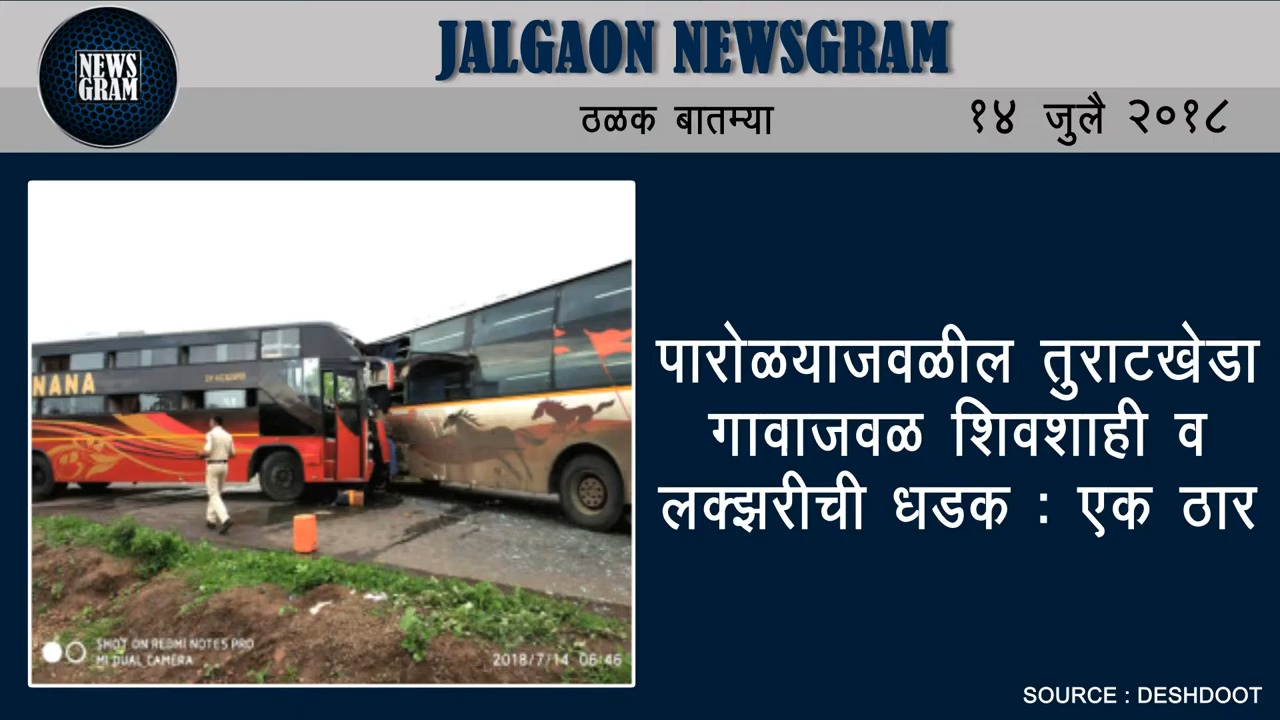 NEWS
GRAM
JALGAON NEWSGRAM
ठळक बातम्या
१४ जुलै २०१८
NANA
पारोळयाजवळील तुराटखेडा
गावाजवळ शिवशाही व
लक्झरीची धडक : एक ठार
SHOT ON REDMI NOTE5 PRO
MI DUAL CAMERA
2018/7/14 06:46
SOURCE : DESHDOOT